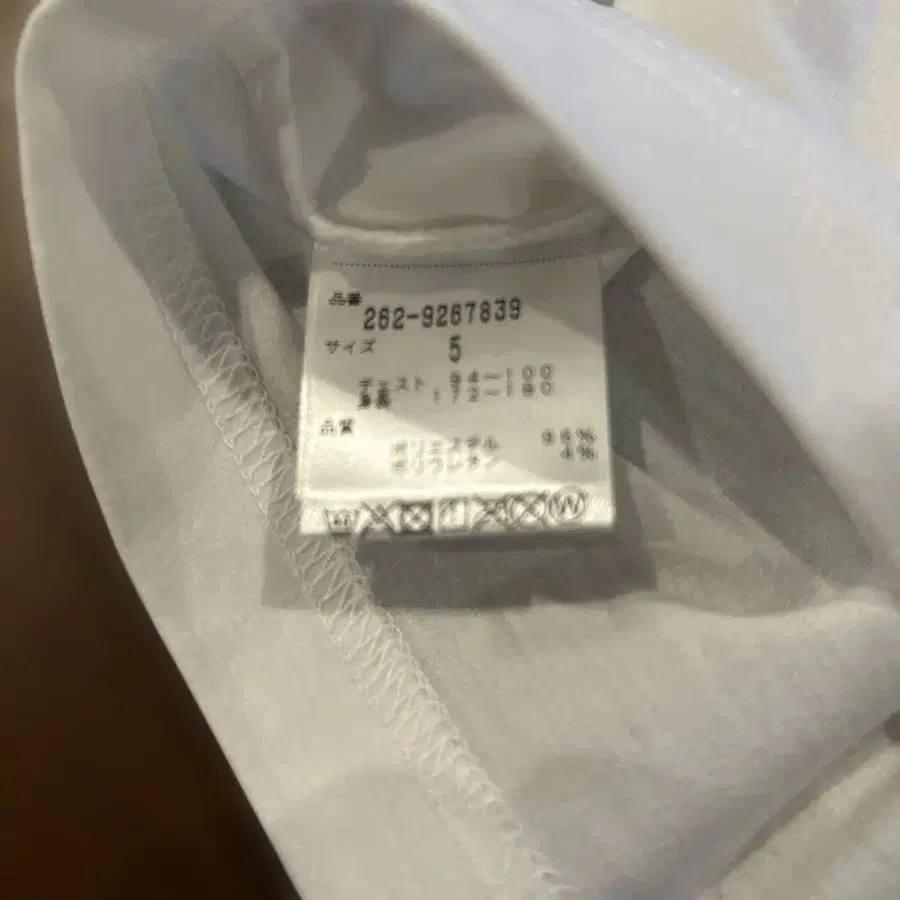 品番
262-9267839
サイズ 5
チェスト 94〜100
身長 172〜180
品質
ポリエステル 96%
ポリウレタン 4%
W